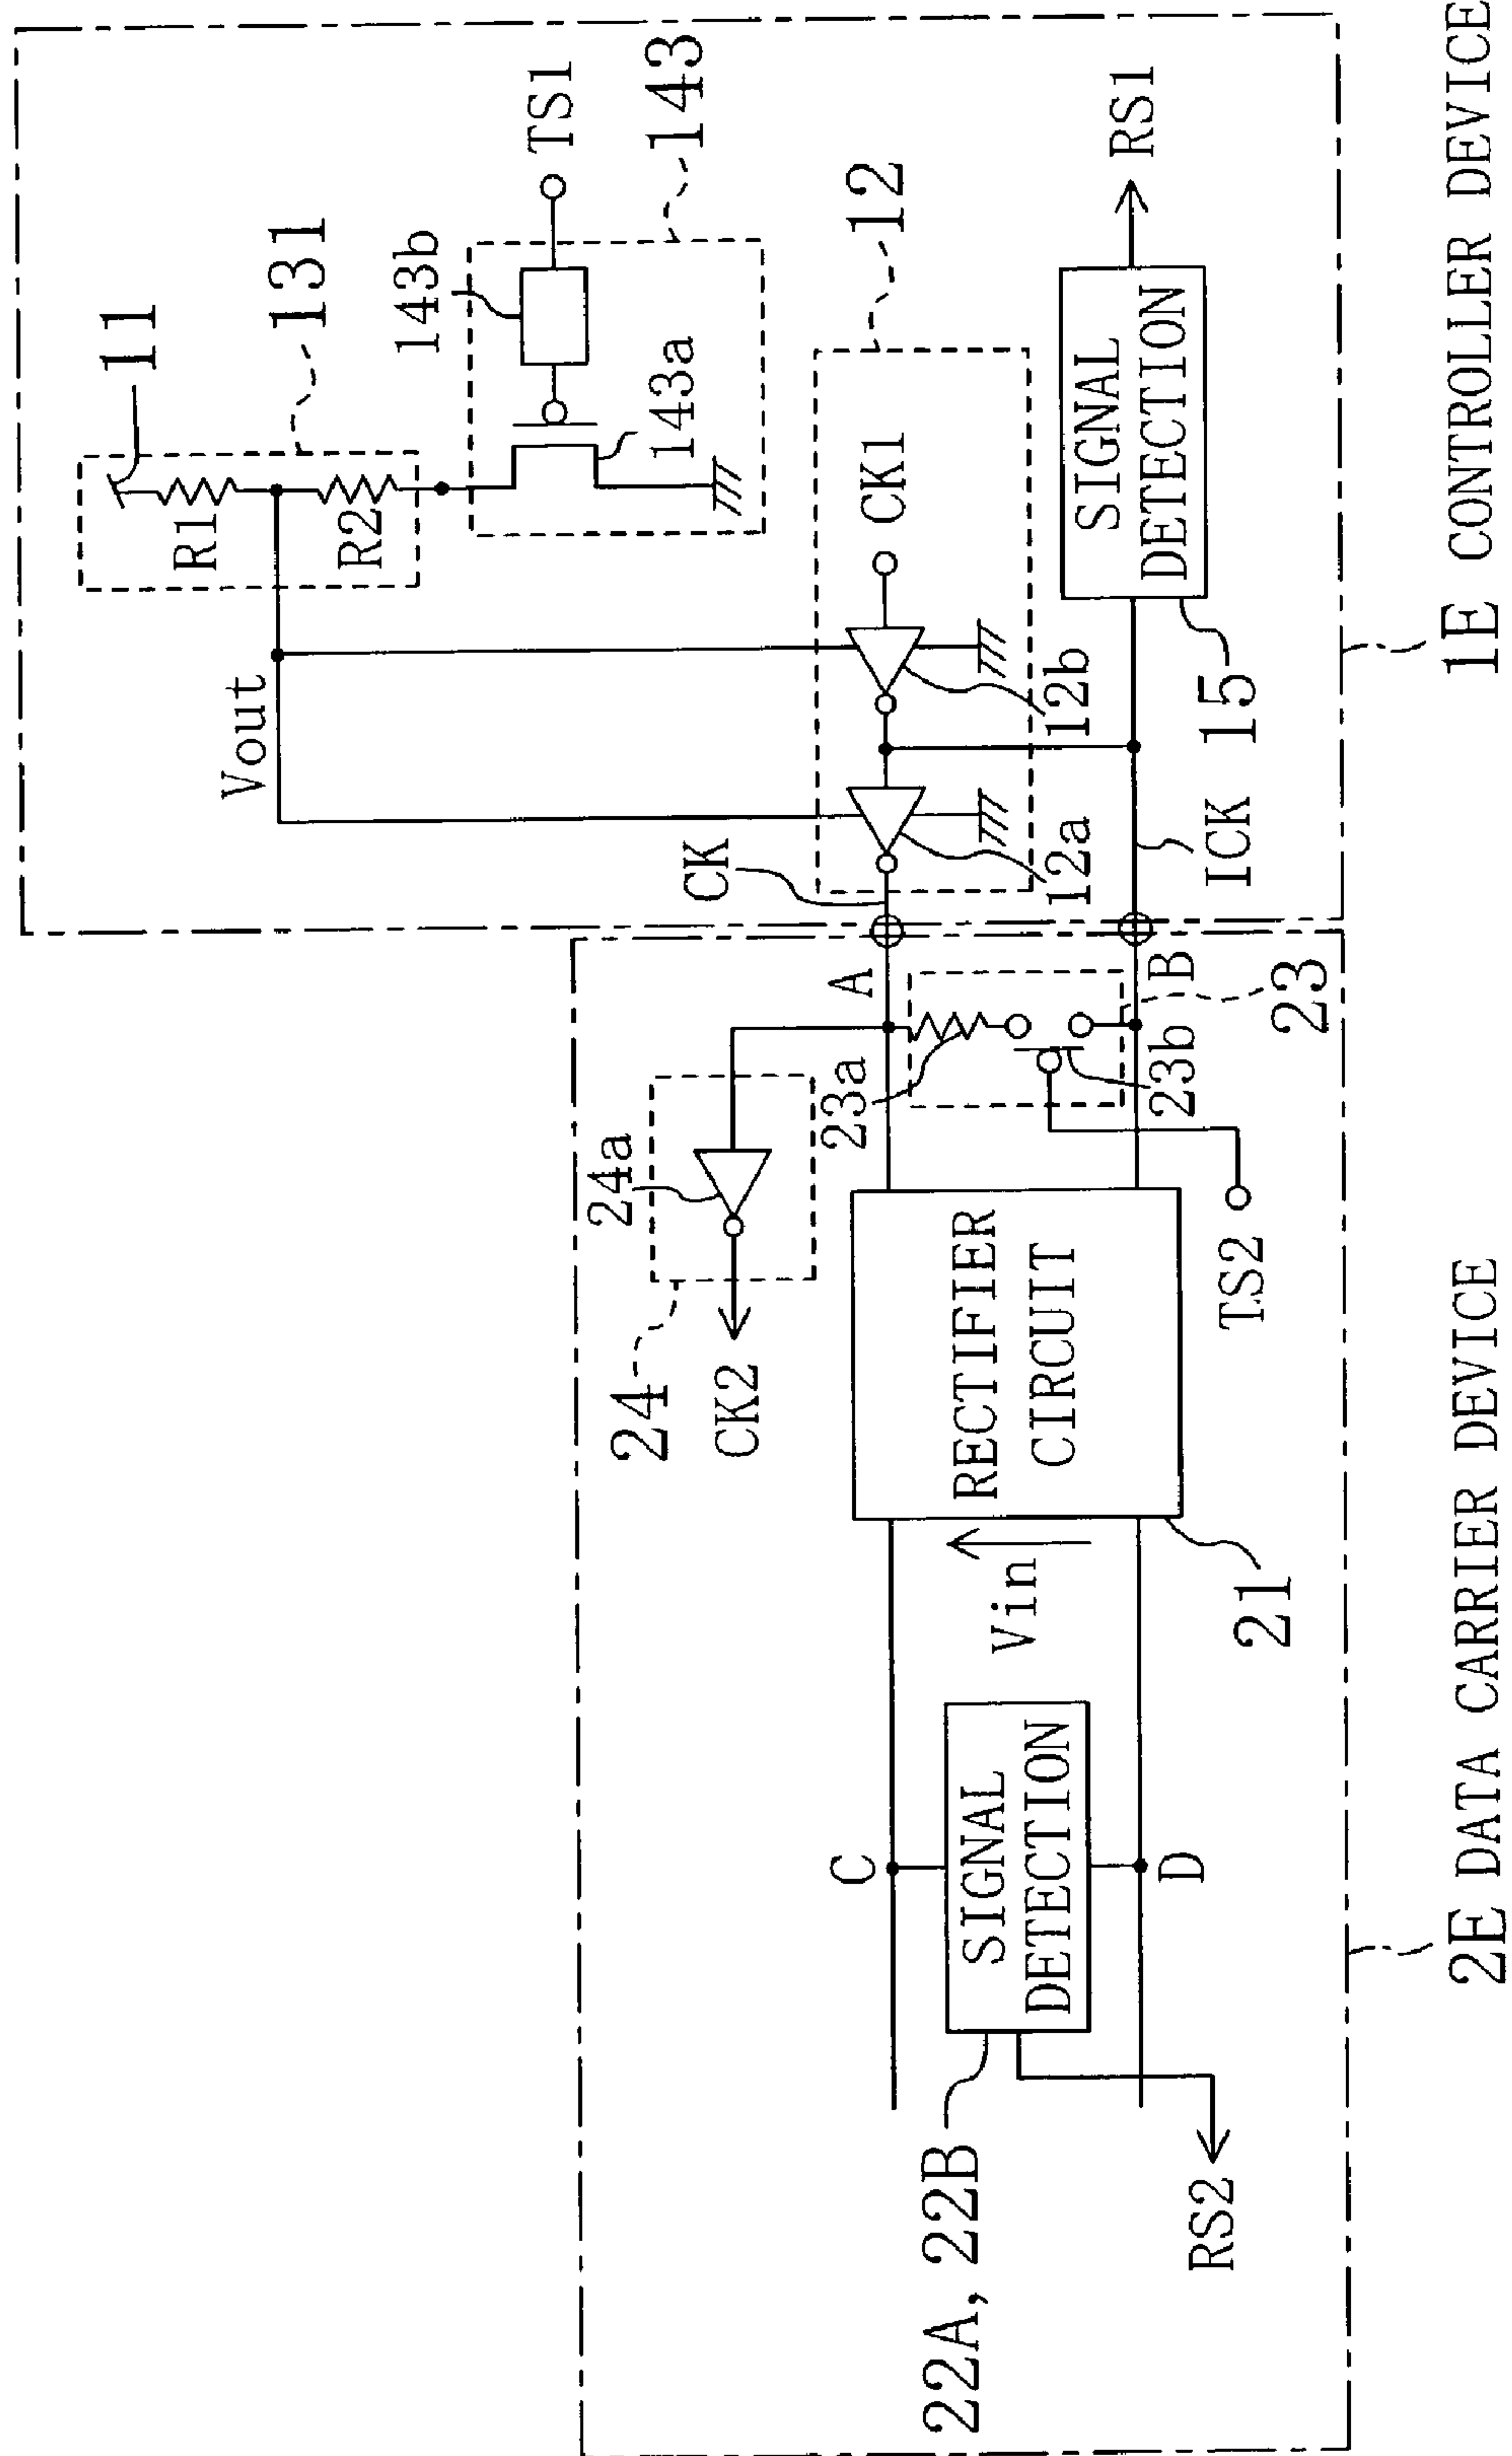 11
131
R1
R2
Vout
143b
TS1
143
143a
12
CK1
12b
12a
CK
SIGNAL
DETECTION
RS1
15
ICK
1E CONTROLLER DEVICE
A
B
23
23a
23b
24a
24
CK2
RECTIFIER
CIRCUIT
TS2
Vin
21
C
D
SIGNAL
DETECTION
22A, 22B
RS2
2E DATA CARRIER DEVICE